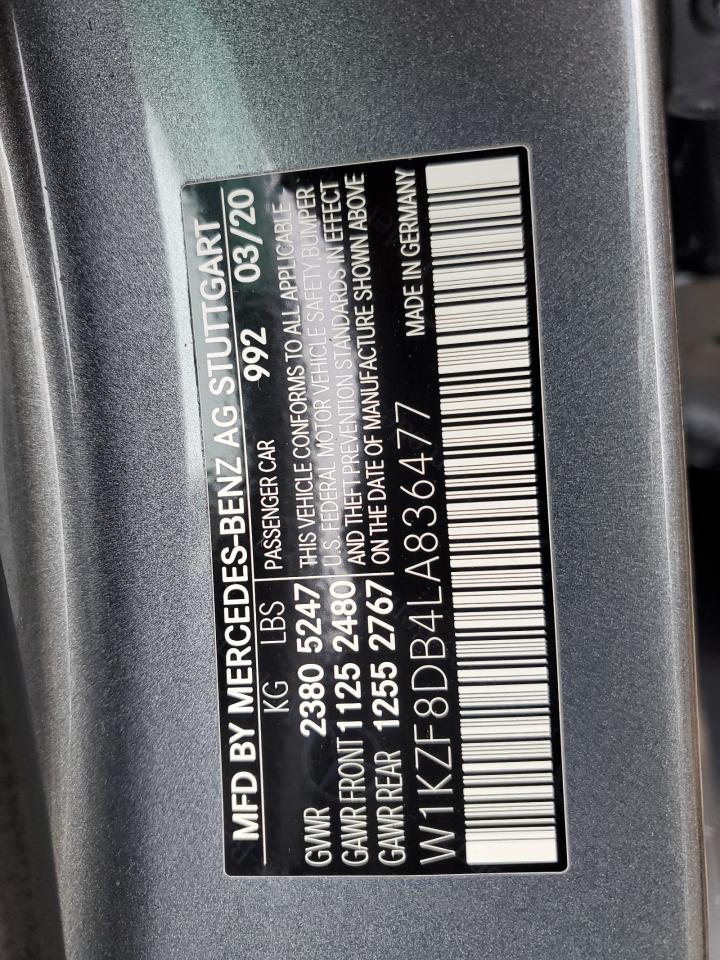 MFD BY MERCEDES-BENZ AG STUTTGART
KG LBS PASSENGER CAR 992 03/20
GVWR 2380 5247 THIS VEHICLE CONFORMS TO ALL APPLICABLE
U.S. FEDERAL MOTOR VEHICLE SAFETY BUMPER
GAWR FRONT 1125 2480 AND THEFT PREVENTION STANDARDS IN EFFECT
GAWR REAR 1255 2767 ON THE DATE OF MANUFACTURE SHOWN ABOVE
W1KZF8DB4LA836477 MADE IN GERMANY